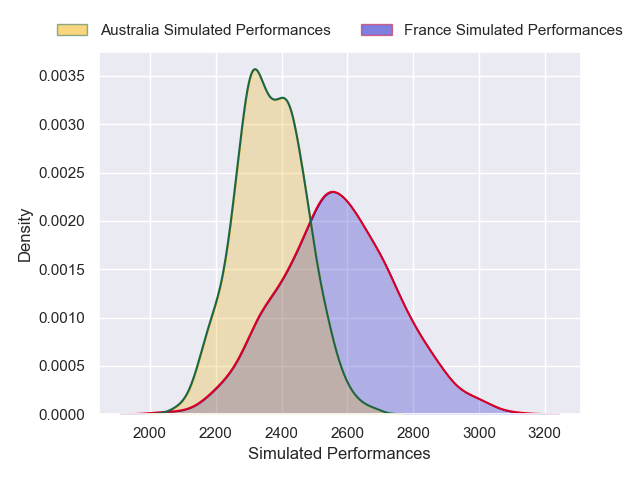 Australia Simulated Performances
France Simulated Performances
Density
0.0035
0.0030
0.0025
0.0020
0.0015
0.0010
0.0005
0.0000
2000 2200 2400 2600 2800 3000 3200
Simulated Performances